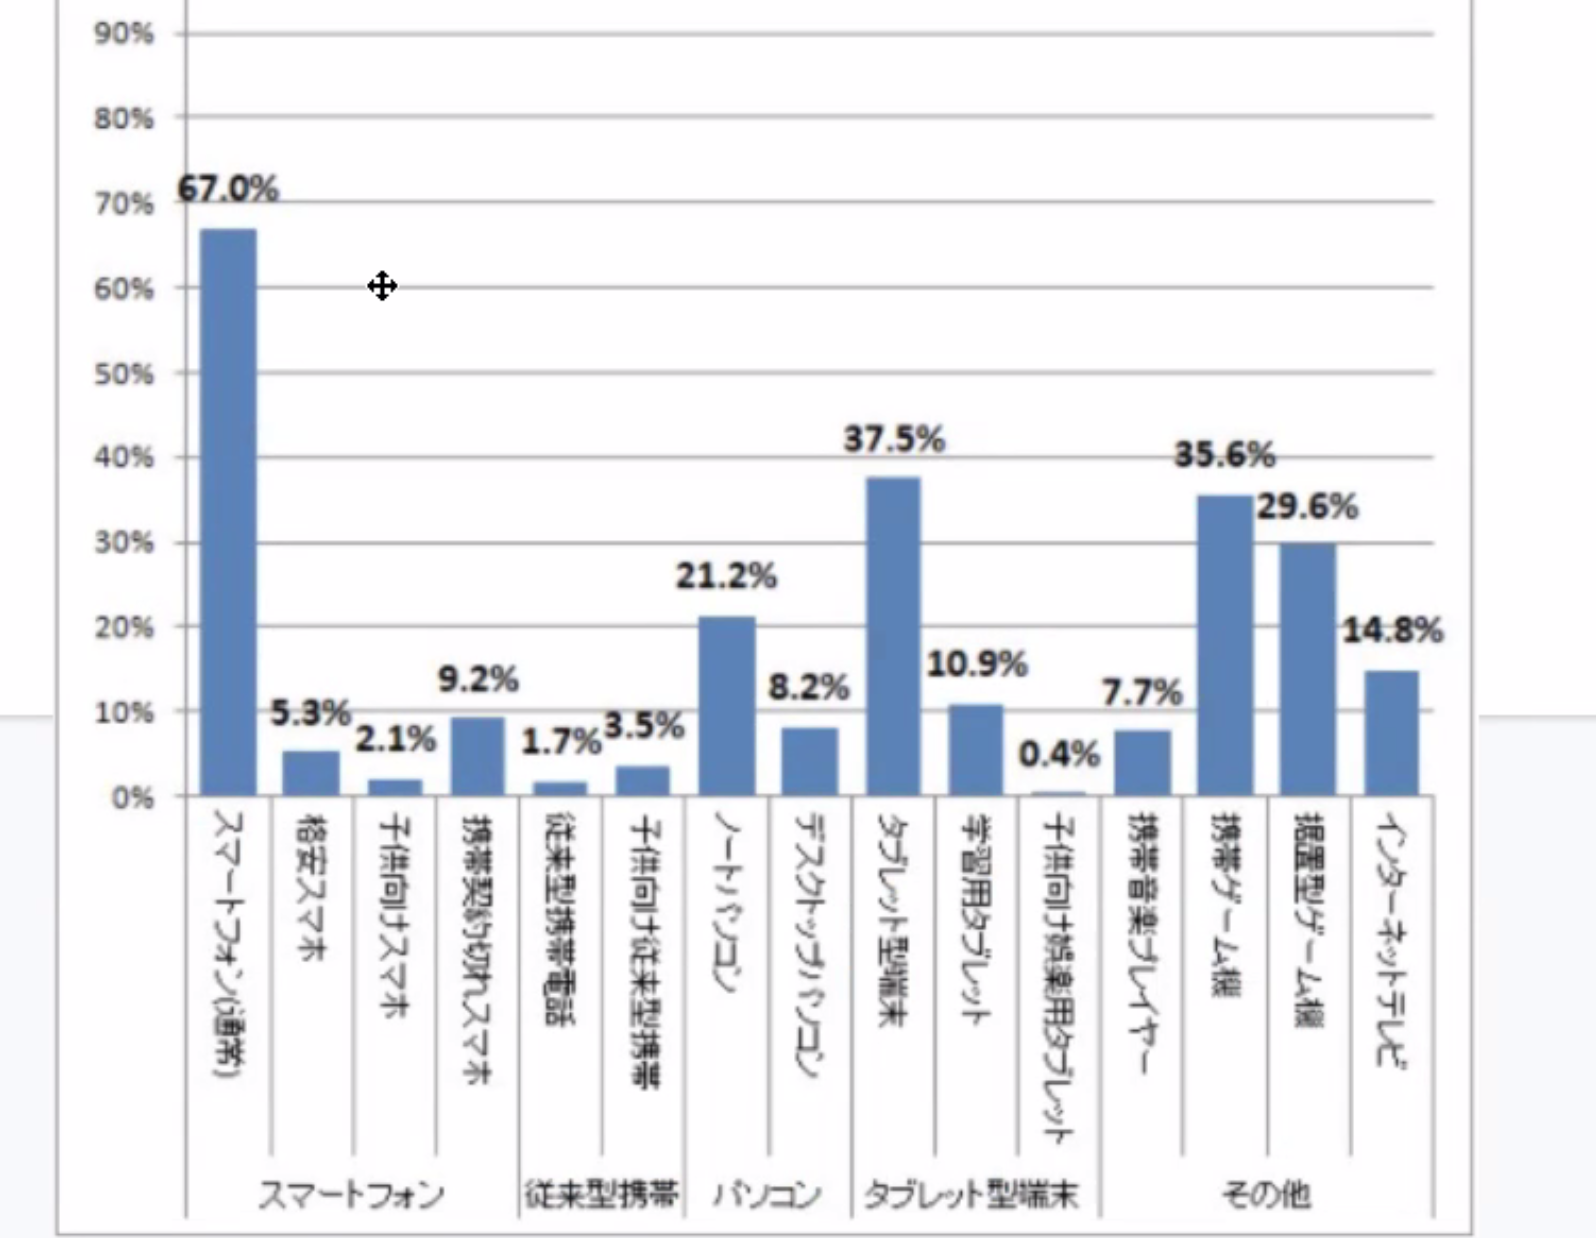 90%
80%
70%
60%
50%
40%
30%
20%
10%
0%
67.0%
5.3%
2.1%
9.2%
1.7%
3.5%
21.2%
8.2%
37.5%
10.9%
0.4%
7.7%
35.6%
29.6%
14.8%
スマートフォン(通常)
格安スマホ
子供向けスマホ
携帯契約切れスマホ
従来型携帯電話
子供向け従来型携帯
ノートパソコン
デスクトップパソコン
タブレット型端末
学習用タブレット
子供向け娯楽用タブレット
携帯音楽プレイヤー
携帯ゲーム機
据置型ゲーム機
インターネットテレビ
スマートフォン
従来型携帯
パソコン
タブレット型端末
その他